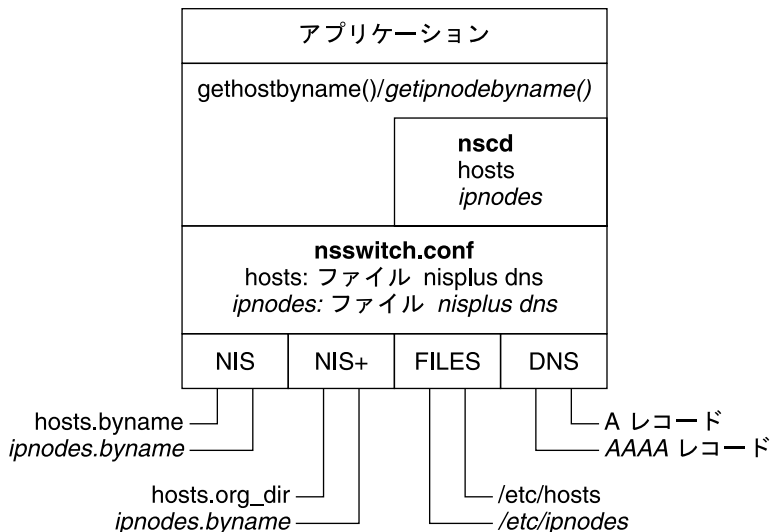 アプリケーション
gethostbyname()/getipnodebyname()
nscd
hosts
ipnodes
nsswitch.conf
hosts: ファイル nisplus dns
ipnodes: ファイル nisplus dns
NIS
NIS+
FILES
DNS
hosts.byname
ipnodes.byname
A レコード
AAAA レコード
hosts.org_dir
ipnodes.byname
/etc/hosts
/etc/ipnodes